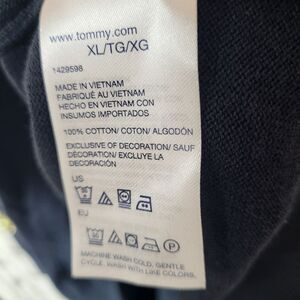 www.tommy.com
XL/TG/XG
1429598
MADE IN VIETNAM
FABRIQUÉ AU VIETNAM
HECHO EN VIETNAM CON
INSUMOS IMPORTADOS
100% COTTON/ COTON/ ALGODÓN
EXCLUSIVE OF DECORATION/ SAUF
DÉCORATION/ EXCLUYE LA
DECORACIÓN
US
EU
P
MACHINE WASH COLD, GENTLE
CYCLE. WASH WITH LIKE COLORS.